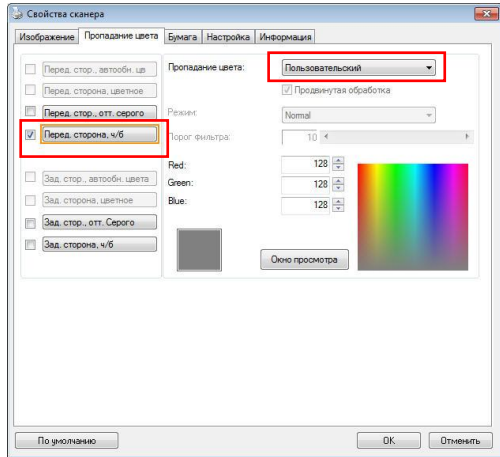 Свойства сканера
Изображение Пропадание цвета Бумага Настройка Информация
Перед. стор., автообн. цв
Перед. сторона, цветное
Перед. стор., отт. серого
Перед. сторона, ч/б
Зад. стор., автообн. цвета
Зад. сторона, цветное
Зад. стор., отт. Серого
Зад. сторона, ч/б
Пропадание цвета: Пользовательский
Продвинутая обработка
Режим: Normal
Порог фильтра: 10
Red: 128
Green: 128
Blue: 128
Окно просмотра
По умолчанию OK Отменить